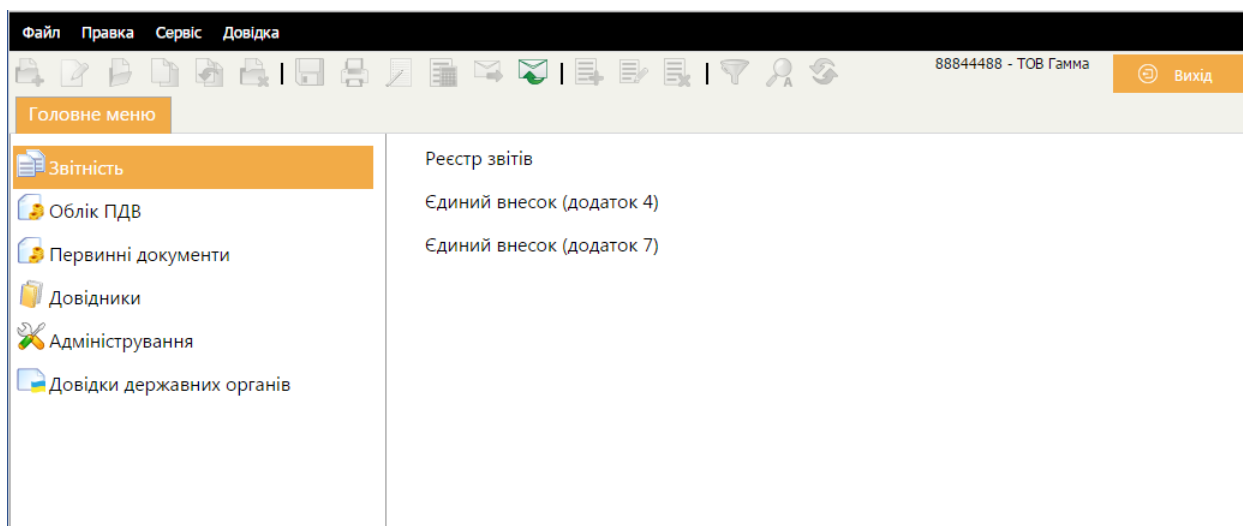 Файл Правка Сервіс Довідка
88844488 - ТОВ Гамма
Вихід
Головне меню
Звітність
Облік ПДВ
Первинні документи
Довідники
Адміністрування
Довідки державних органів
Реєстр звітів
Єдиний внесок (додаток 4)
Єдиний внесок (додаток 7)